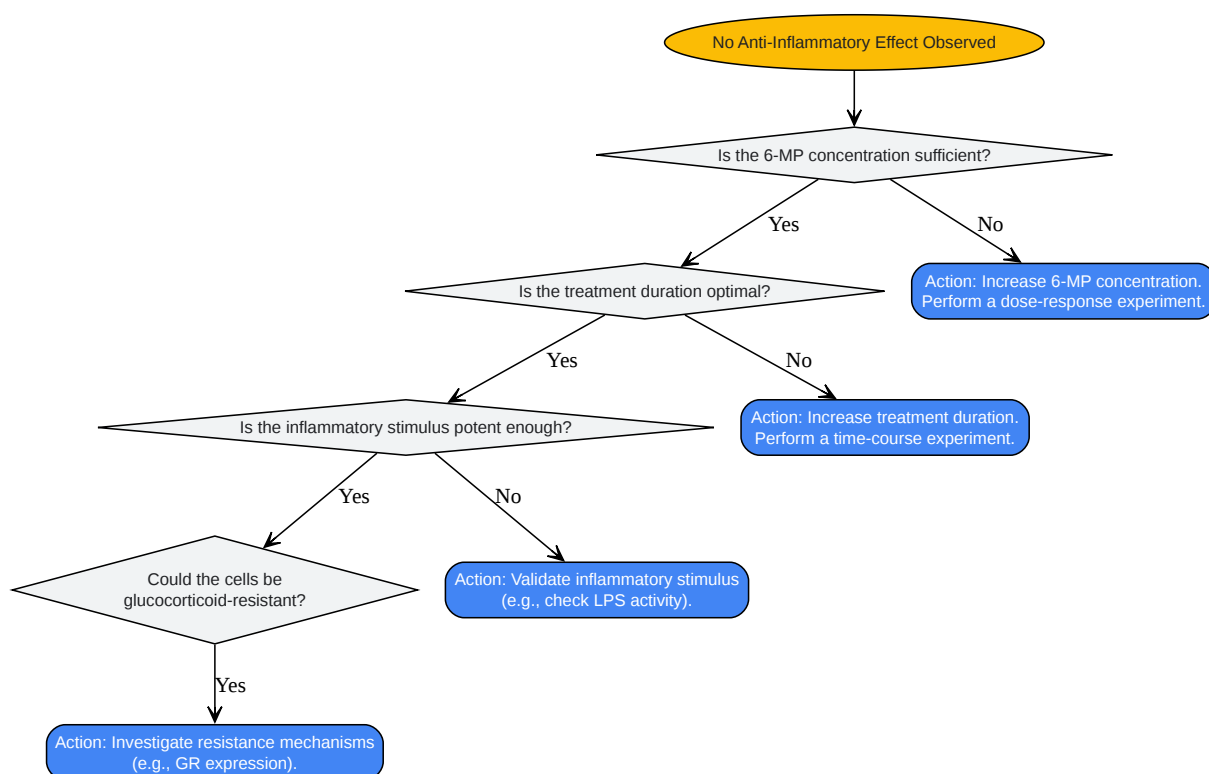 No Anti-Inflammatory Effect Observed
Is the 6-MP concentration sufficient?
Yes
No
Is the treatment duration optimal?
Action: Increase 6-MP concentration.
Perform a dose-response experiment.
Yes
No
Is the inflammatory stimulus potent enough?
Action: Increase treatment duration.
Perform a time-course experiment.
Yes
No
Could the cells be
glucocorticoid-resistant?
Action: Validate inflammatory stimulus
(e.g., check LPS activity).
Yes
Action: Investigate resistance mechanisms
(e.g., GR expression).